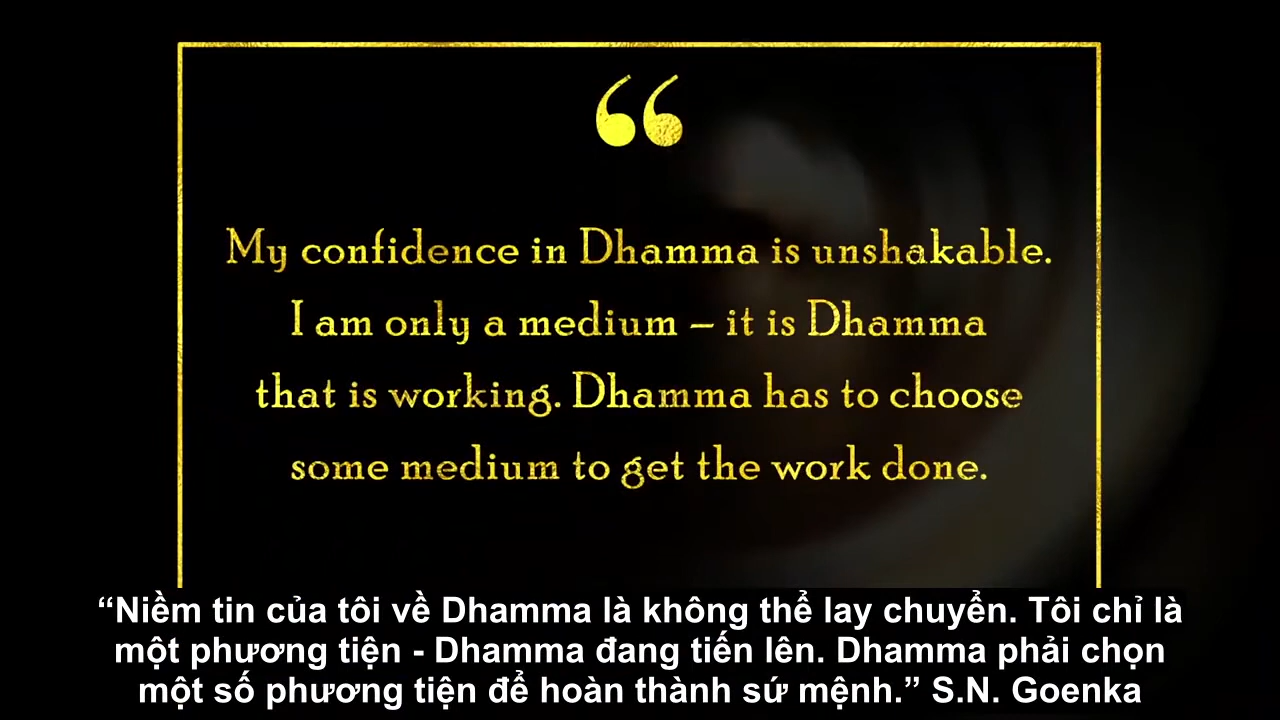 “
My confidence in Dhamma is unshakable.
I am only a medium – it is Dhamma
that is working. Dhamma has to choose
some medium to get the work done.
“Niềm tin của tôi về Dhamma là không thể lay chuyển. Tôi chỉ là
một phương tiện - Dhamma đang tiến lên. Dhamma phải chọn
một số phương tiện để hoàn thành sứ mệnh.” S.N. Goenka